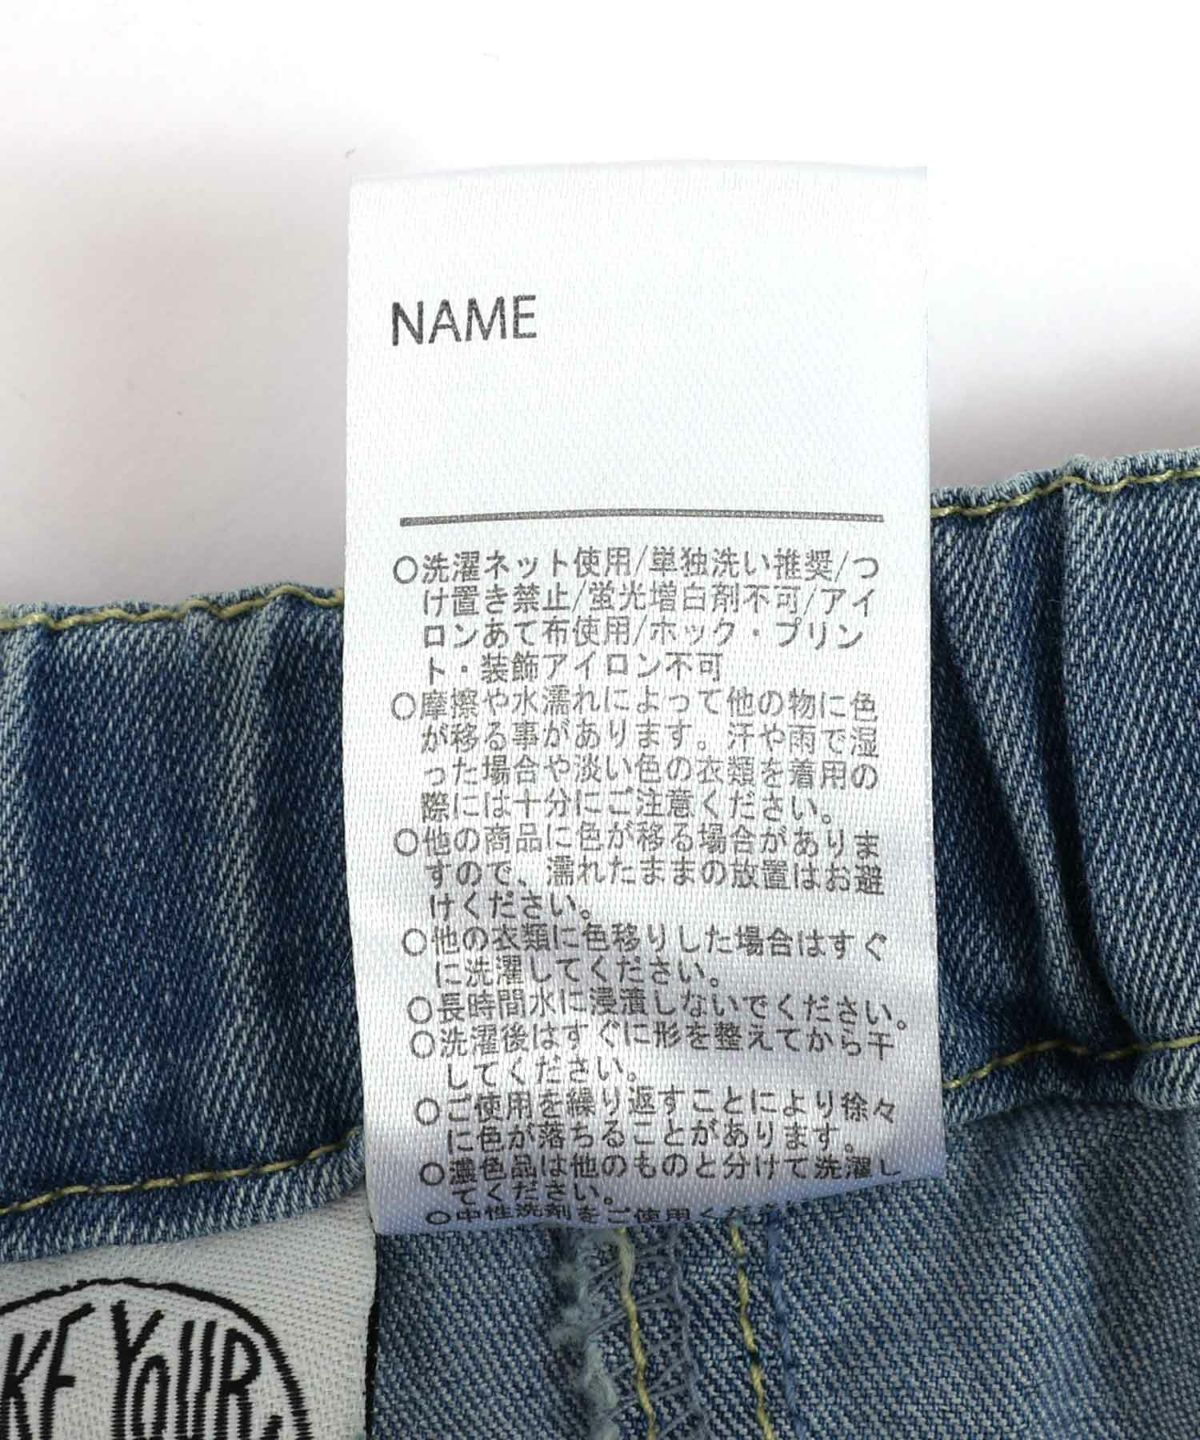 NAME
○洗濯ネット使用/単独洗い推奨/つ
け置き禁止/蛍光増白剤不可/アイ
ロンあて布使用/ホック・プリン
ト・装飾アイロン不可
○摩擦や水濡れによって他の物に色
が移る事があります。汗や雨で湿
った場合や淡い色の衣類を着用の
際には十分にご注意ください。
○他の商品に色が移る場合がありま
すので、濡れたままの放置はお避
けください。
○他の衣類に色移りした場合はすぐ
に洗濯してください。
○長時間水に浸漬しないでください。
○洗濯後はすぐに形を整えてから干
してください。
○ご使用を繰り返すことにより徐々
に色が落ちることがあります。
○濃色品は他のものと分けて洗濯し
てください。
○中性洗剤をご使用くださ
KE YOUR